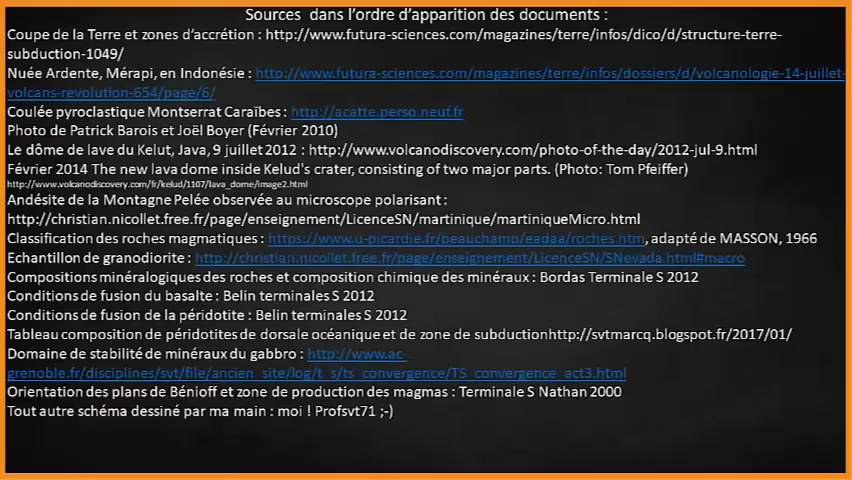 Sources dans l'ordre d'apparition des documents :
Coupe de la Terre et zones d'accrétion : http://www.futura-sciences.com/magazines/terre/infos/dico/d/structure-terre-
subduction-1049/
Nuée Ardente, Mérapi, en Indonésie : http://www.futura-sciences.com/magazines/terre/infos/dossiers/d/volcanologie-14-juillet-
volcans-revolution-654/page/6/
Coulée pyroclastique Montserrat Caraïbes : http://acatte.perso.neuf.fr
Photo de Patrick Barois et Joël Boyer (Février 2010)
Le dôme de lave du Kelut, Java, 9 juillet 2012 : http://www.volcanodiscovery.com/photo-of-the-day/2012-jul-9.html
Février 2014 The new lava dome inside Kelud's crater, consisting of two major parts. (Photo: Tom Pfeiffer)
http://www.volcanodiscovery.com/fr/kelud/1107/lava_dome/image2.html
Andésite de la Montagne Pelée observée au microscope polarisant :
http://christian.nicollet.free.fr/page/enseignement/LicenceSN/martinique/martiniqueMicro.html
Classification des roches magmatiques : https://www.u-picardie.fr/beauchamp/eadaa/roches.htm, adapté de MASSON, 1966
Echantillon de granodiorite : http://christian.nicollet.free.fr/page/enseignement/LicenceSN/SNevada.html#macro
Compositions minéralogiques des roches et composition chimique des minéraux : Bordas Terminale S 2012
Conditions de fusion du basalte : Belin terminales S 2012
Conditions de fusion de la péridotite : Belin terminales S 2012
Tableau composition de péridotites de dorsale océanique et de zone de subductionhttp://svtmarcq.blogspot.fr/2017/01/
Domaine de stabilité de minéraux du gabbro : http://www.ac-
grenoble.fr/disciplines/svt/file/ancien_site/log/t_s/ts_convergence/TS_convergence_act3.html
Orientation des plans de Bénioff et zone de production des magmas : Terminale S Nathan 2000
Tout autre schéma dessiné par ma main : moi ! Profsvt71 ;-)